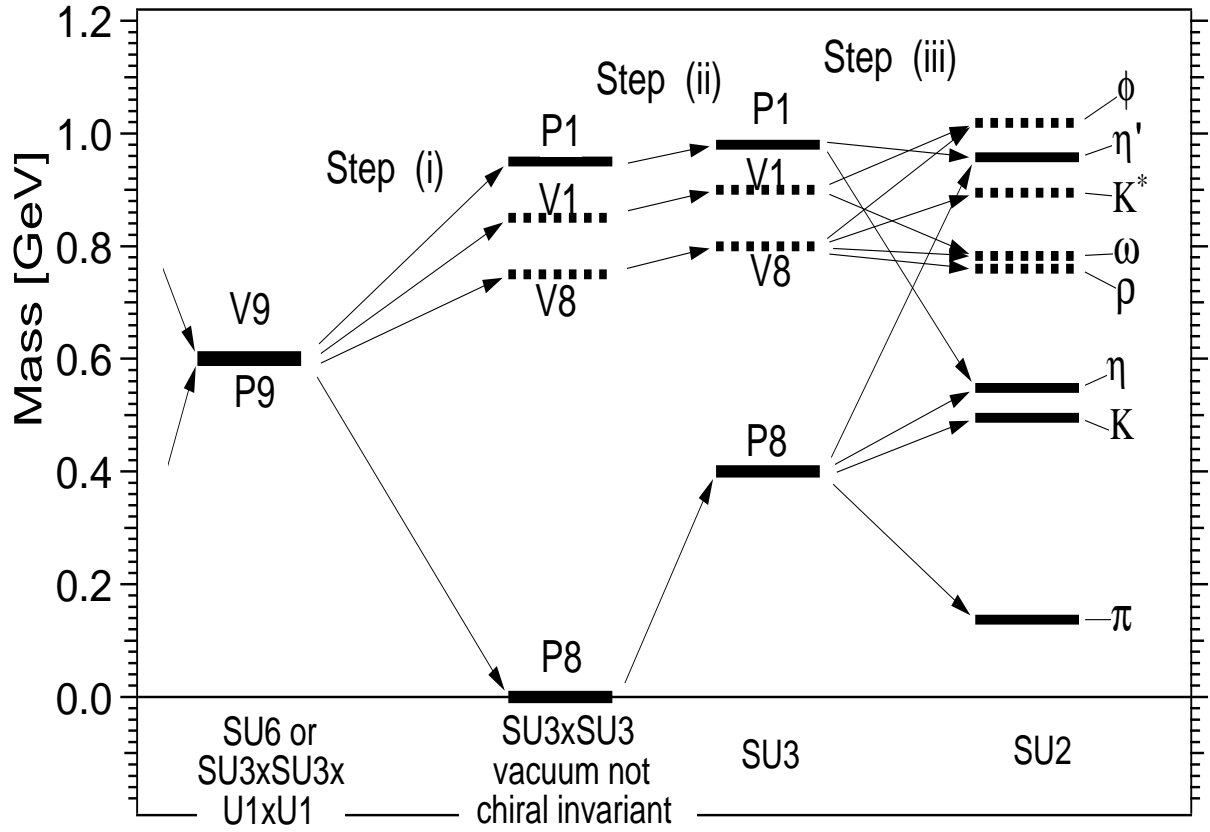 Mass [GeV]
1.2
1.0
0.8
0.6
0.4
0.2
0.0
Step (i)
Step (ii)
Step (iii)
V9
P9
P1
V1
V8
P8
P1
V1
V8
P8
ϕ
η'
K*
ω
ρ
η
K
π
SU6 or
SU3xSU3x
U1xU1
SU3xSU3
vacuum not
chiral invariant
SU3
SU2